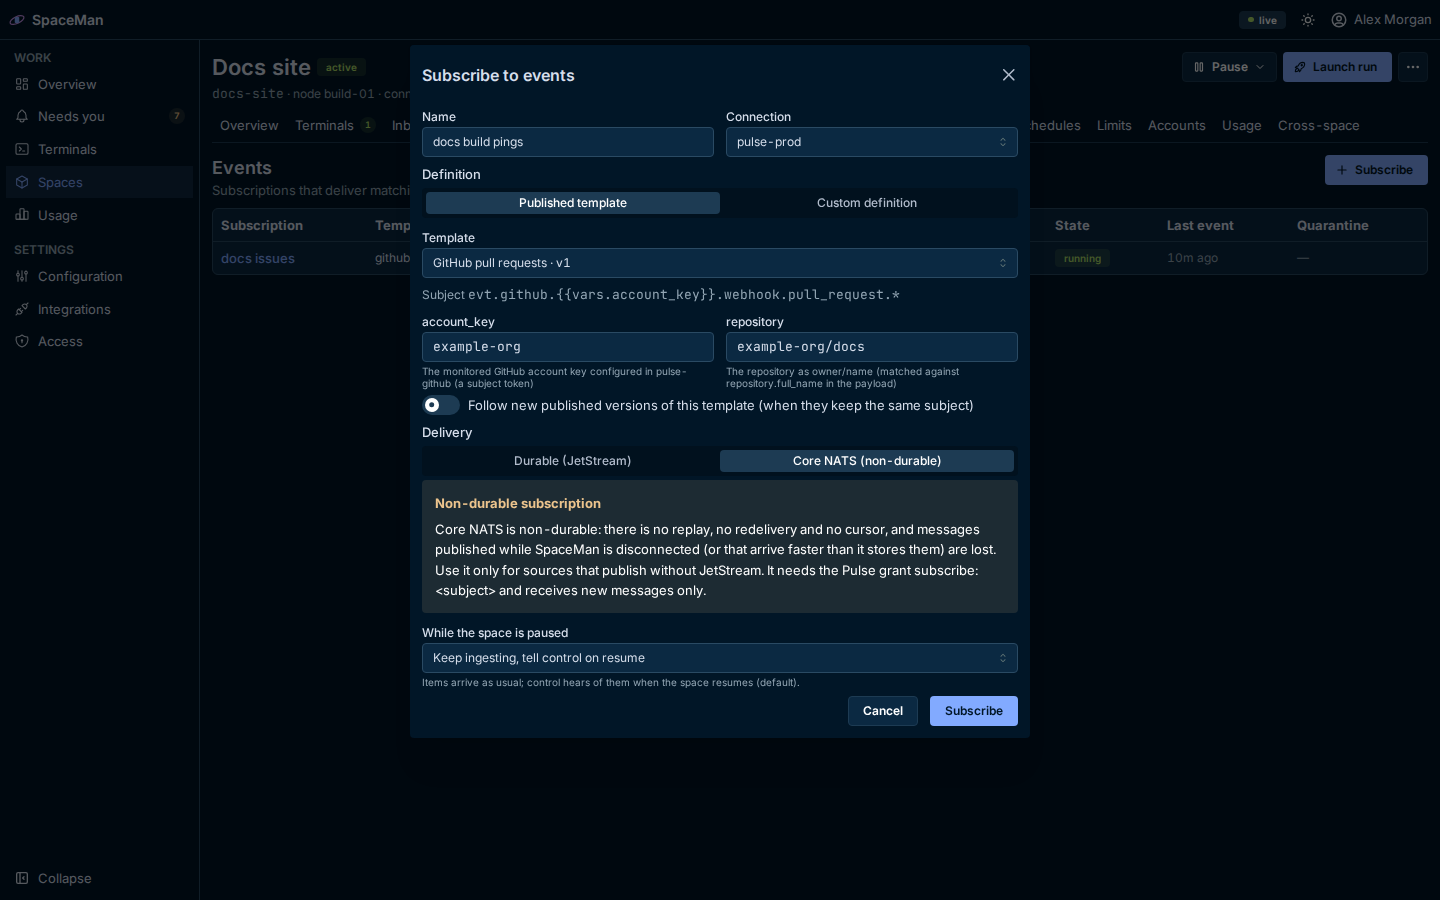 SpaceMan
live
Alex Morgan
WORK
Overview
Needs you
7
Terminals
Spaces
Usage
SETTINGS
Configuration
Integrations
Access
Collapse
Docs site
active
docs-site · node build-01 · conn
Pause
Launch run
Overview
Terminals
1
Inb
hedules
Limits
Accounts
Usage
Cross-space
Events
Subscriptions that deliver matchi
Subscribe
Subscription
Temp
State
Last event
Quarantine
docs issues
github
running
10m ago
—
Subscribe to events
Name
Connection
docs build pings
pulse-prod
Definition
Published template
Custom definition
Template
GitHub pull requests · v1
Subject evt.github.{{vars.account_key}}.webhook.pull_request.*
account_key
repository
example-org
example-org/docs
The monitored GitHub account key configured in pulse-
github (a subject token)
The repository as owner/name (matched against
repository.full_name in the payload)
Follow new published versions of this template (when they keep the same subject)
Delivery
Durable (JetStream)
Core NATS (non-durable)
Non-durable subscription
Core NATS is non-durable: there is no replay, no redelivery and no cursor, and messages
published while SpaceMan is disconnected (or that arrive faster than it stores them) are lost.
Use it only for sources that publish without JetStream. It needs the Pulse grant subscribe:
<subject> and receives new messages only.
While the space is paused
Keep ingesting, tell control on resume
Items arrive as usual; control hears of them when the space resumes (default).
Cancel
Subscribe